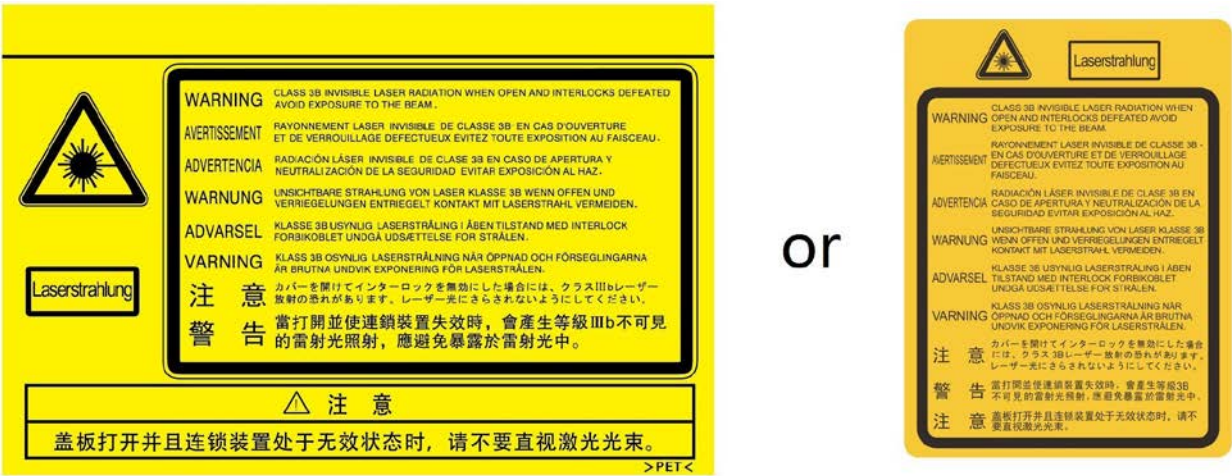 WARNING CLASS 3B INVISIBLE LASER RADIATION WHEN OPEN AND INTERLOCKS DEFEATED
AVOID EXPOSURE TO THE BEAM.
AVERTISSEMENT RAYONNEMENT LASER INVISIBLE DE CLASSE 3B EN CAS D'OUVERTURE
ET DE VERROUILLAGE DEFECTUEUX EVITEZ TOUTE EXPOSITION AU FAISCEAU.
ADVERTENCIA RADIACIÓN LÁSER INVISIBLE DE CLASE 3B EN CASO DE APERTURA Y
NEUTRALIZACIÓN DE LA SEGURIDAD EVITAR EXPOSICIÓN AL HAZ.
WARNUNG UNSICHTBARE STRAHLUNG VON LASER KLASSE 3B WENN OFFEN UND
VERRIEGELUNGEN ENTRIEGELT KONTAKT MIT LASERSTRAHL VERMEIDEN.
ADVARSEL KLASSE 3B USYNLIG LASERSTRÅLING I ÅBEN TILSTAND MED INTERLOCK
FORBIKOBLET UNDGÅ UDSÆTTELSE FOR STRÅLEN.
VARNING KLASS 3B OSYNLIG LASERSTRÅLNING NÄR ÖPPNAD OCH FÖRSEGLINGARNA
ÄR BRUTNA UNDVIK EXPONERING FÖR LASERSTRÅLEN.
Laserstrahlung
注 意 カバーを開けてインターロックを無効にした場合には、クラスⅢbレーザー
放射の恐れがあります。レーザー光にさらされないようにしてください。
警 告 當打開並使連鎖裝置失效時，會產生等級Ⅲb不可見
的雷射光照射，應避免暴露於雷射光中。
⚠ 注 意
盖板打开并且连锁装置处于无效状态时，请不要直视激光光束。
>PET<
or
Laserstrahlung
WARNING CLASS 3B INVISIBLE LASER RADIATION WHEN
OPEN AND INTERLOCKS DEFEATED AVOID
EXPOSURE TO THE BEAM.
AVERTISSEMENT RAYONNEMENT LASER INVISIBLE DE CLASSE 3B -
EN CAS D'OUVERTURE ET DE VERROUILLAGE
DEFECTUEUX EVITEZ TOUTE EXPOSITION AU
FAISCEAU.
ADVERTENCIA RADIACIÓN LÁSER INVISIBLE DE CLASE 3B EN
CASO DE APERTURA Y NEUTRALIZACIÓN DE LA
SEGURIDAD EVITAR EXPOSICIÓN AL HAZ.
WARNUNG UNSICHTBARE STRAHLUNG VON LASER KLASSE 3B
WENN OFFEN UND VERRIEGELUNGEN ENTRIEGELT
KONTAKT MIT LASERSTRAHL VERMEIDEN.
ADVARSEL KLASSE 3B USYNLIG LASERSTRÅLING I ÅBEN
TILSTAND MED INTERLOCK FORBIKOBLET
UNDGÅ UDSÆTTELSE FOR STRÅLEN.
VARNING KLASS 3B OSYNLIG LASERSTRÅLNING NÄR
ÖPPNAD OCH FÖRSEGLINGARNA ÄR BRUTNA
UNDVIK EXPONERING FÖR LASERSTRÅLEN.
注 意 カバーを開けてインターロックを無効にした場合
には、クラス 3Bレーザー放射の恐れがあります。
レーザー光にさらされないようにしてください。
警 告 當打開並使連鎖裝置失效時，會產生等級3B
不可見的雷射光照射，應避免暴露於雷射光中。
注 意 盖板打开并且连锁装置处于无效状态时，请不
要直视激光光束。